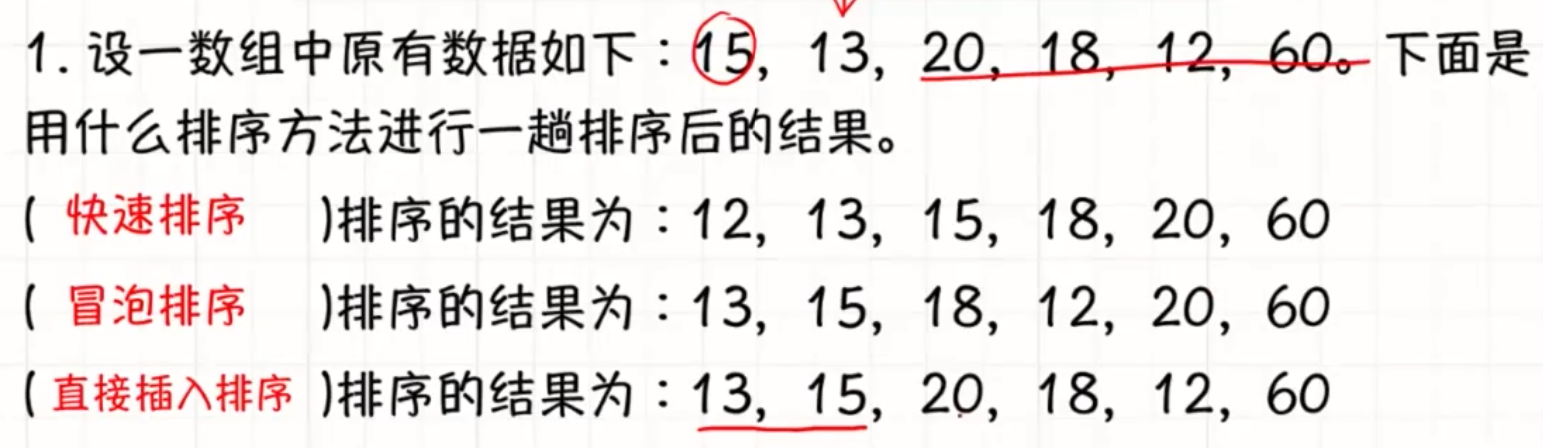 1. 设一数组中原有数据如下：15, 13, 20, 18, 12, 60。下面是
用什么排序方法进行一趟排序后的结果。
( 快速排序 )排序的结果为：12, 13, 15, 18, 20, 60
( 冒泡排序 )排序的结果为：13, 15, 18, 12, 20, 60
( 直接插入排序 )排序的结果为：13, 15, 20, 18, 12, 60